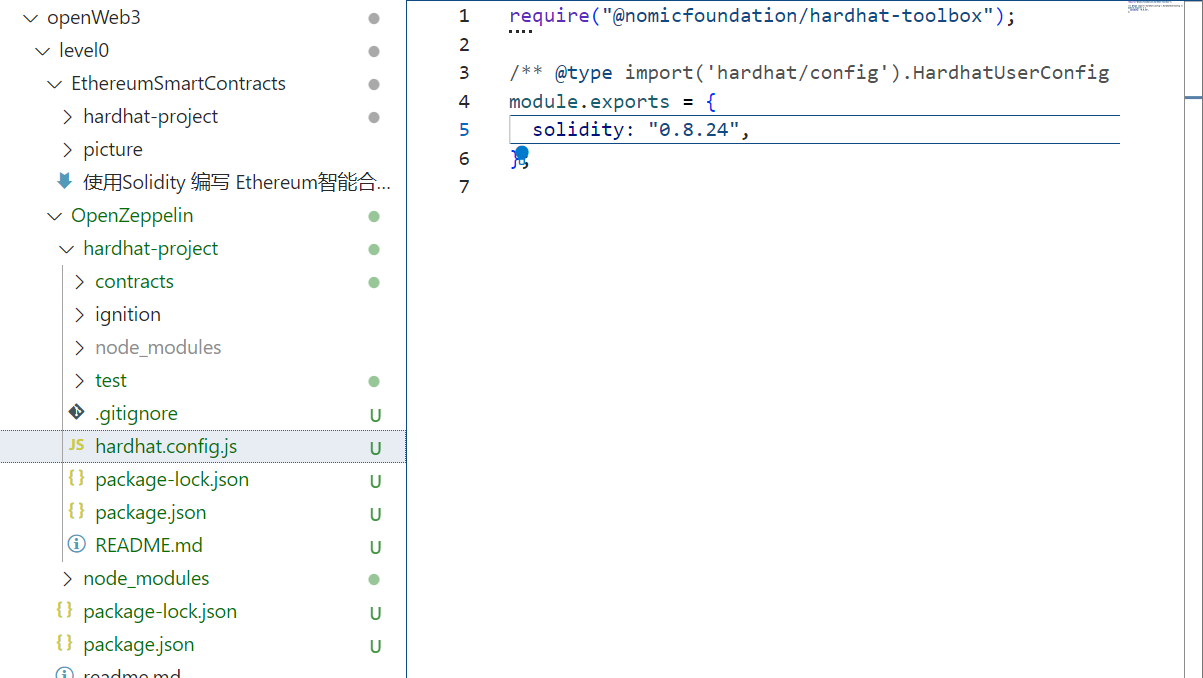 openWeb3
level0
EthereumSmartContracts
hardhat-project
picture
使用Solidity 编写 Ethereum智能合...
OpenZeppelin
hardhat-project
contracts
ignition
node_modules
test
.gitignore U
JS hardhat.config.js U
{} package-lock.json U
{} package.json U
README.md U
node_modules
{} package-lock.json U
{} package.json U
readme.md
1 require("@nomicfoundation/hardhat-toolbox");
2
3 /** @type import('hardhat/config').HardhatUserConfig
4 module.exports = {
5 solidity: "0.8.24",
6 };
7